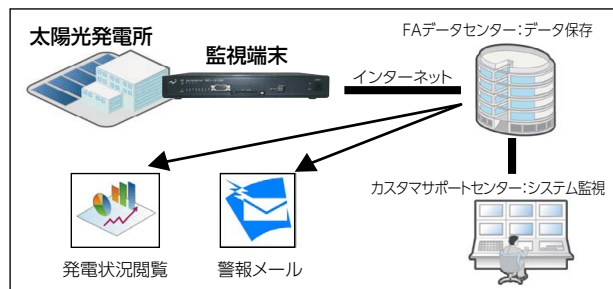 太陽光発電所
監視端末
FAデータセンター：データ保存
インターネット
カスタマサポートセンター：システム監視
発電状況閲覧
警報メール